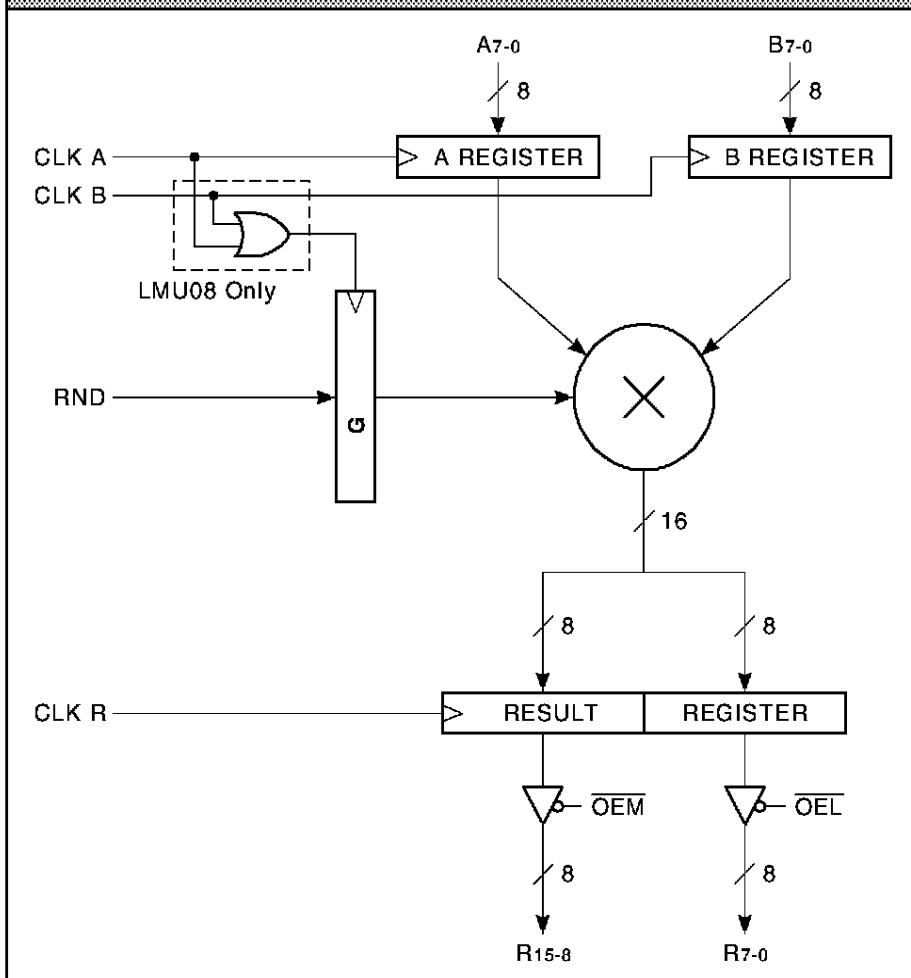 A7-0
B7-0
8
8
CLK A
A REGISTER
B REGISTER
CLK B
LMU08 Only
RND
G
16
8
8
CLK R
RESULT
REGISTER
OEM
OEL
8
8
R15-8
R7-0